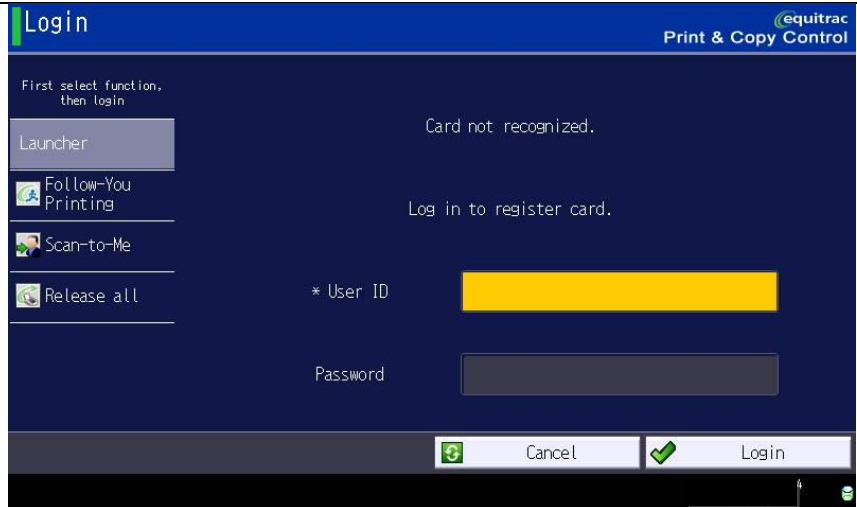 Login
equitrac
Print & Copy Control
First select function,
then login
Launcher
Follow-You
Printing
Scan-to-Me
Release all
Card not recognized.
Log in to register card.
* User ID
Password
Cancel
Login
4